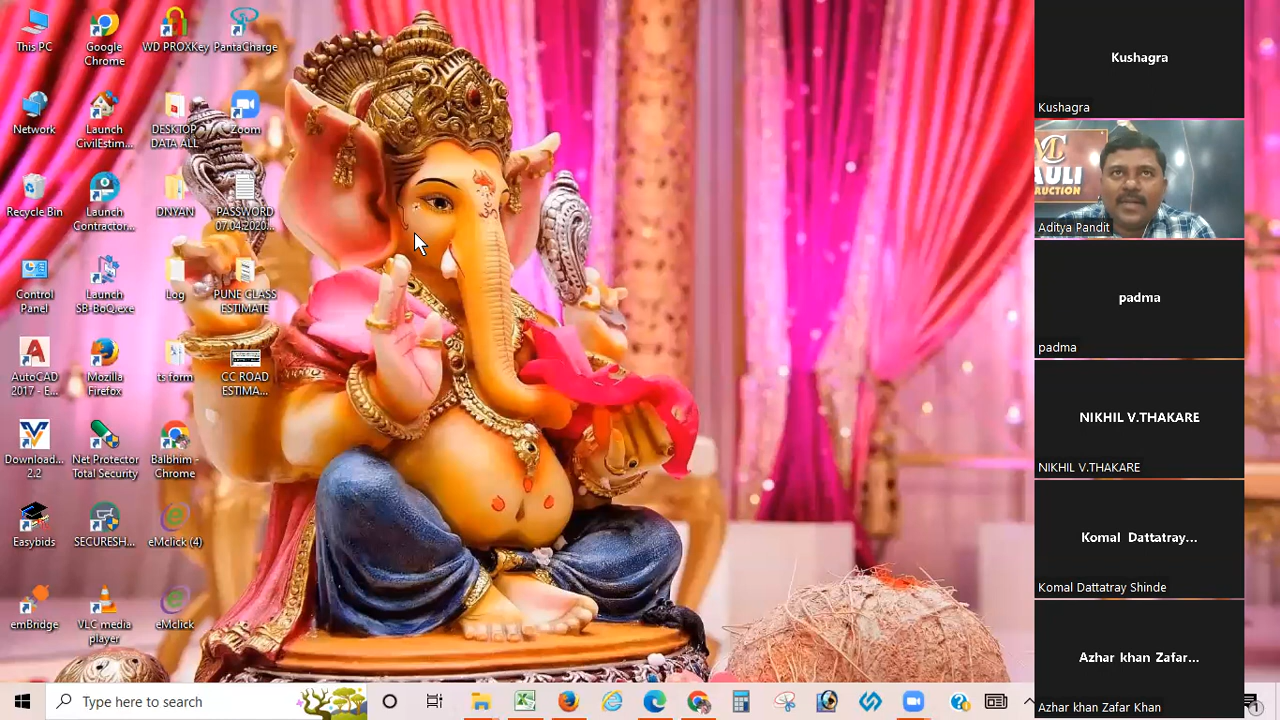 This PC
Google
Chrome
WD PROXKey
PantaCharge
Network
Launch
CivilEstim...
DESKTOP
DATA ALL
Zoom
Recycle Bin
Launch
Contractor...
DNYAN
PASSWORD
07.04.2020...
Control
Panel
Launch
SB-BoQ.exe
Log
PUNE CLASS
ESTIMATE
AutoCAD
2017 - E...
Mozilla
Firefox
ts form
CC ROAD
ESTIMA...
Download...
2.2
Net Protector
Total Security
Balbhim -
Chrome
Easybids
SECURESH...
eMclick (4)
emBridge
VLC media
player
eMclick
Type here to search
Kushagra
Kushagra
MC
AULI
RUCTION
Aditya Pandit
padma
padma
NIKHIL V.THAKARE
NIKHIL V.THAKARE
Komal Dattatray...
Komal Dattatray Shinde
Azhar khan Zafar...
Azhar khan Zafar Khan